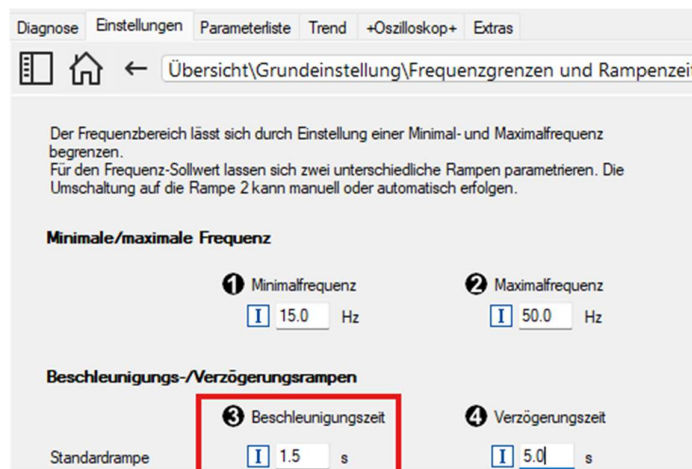 Diagnose Einstellungen Parameterliste Trend +Oszilloskop+ Extras
Übersicht\Grundeinstellung\Frequenzgrenzen und Rampenzeit
Der Frequenzbereich lässt sich durch Einstellung einer Minimal- und Maximalfrequenz
begrenzen.
Für den Frequenz-Sollwert lassen sich zwei unterschiedliche Rampen parametrieren. Die
Umschaltung auf die Rampe 2 kann manuell oder automatisch erfolgen.
Minimale/maximale Frequenz
1 Minimalfrequenz 2 Maximalfrequenz
I 15.0 Hz I 50.0 Hz
Beschleunigungs-/Verzögerungsrampen
3 Beschleunigungszeit 4 Verzögerungszeit
Standardrampe I 1.5 s I 5.0 s